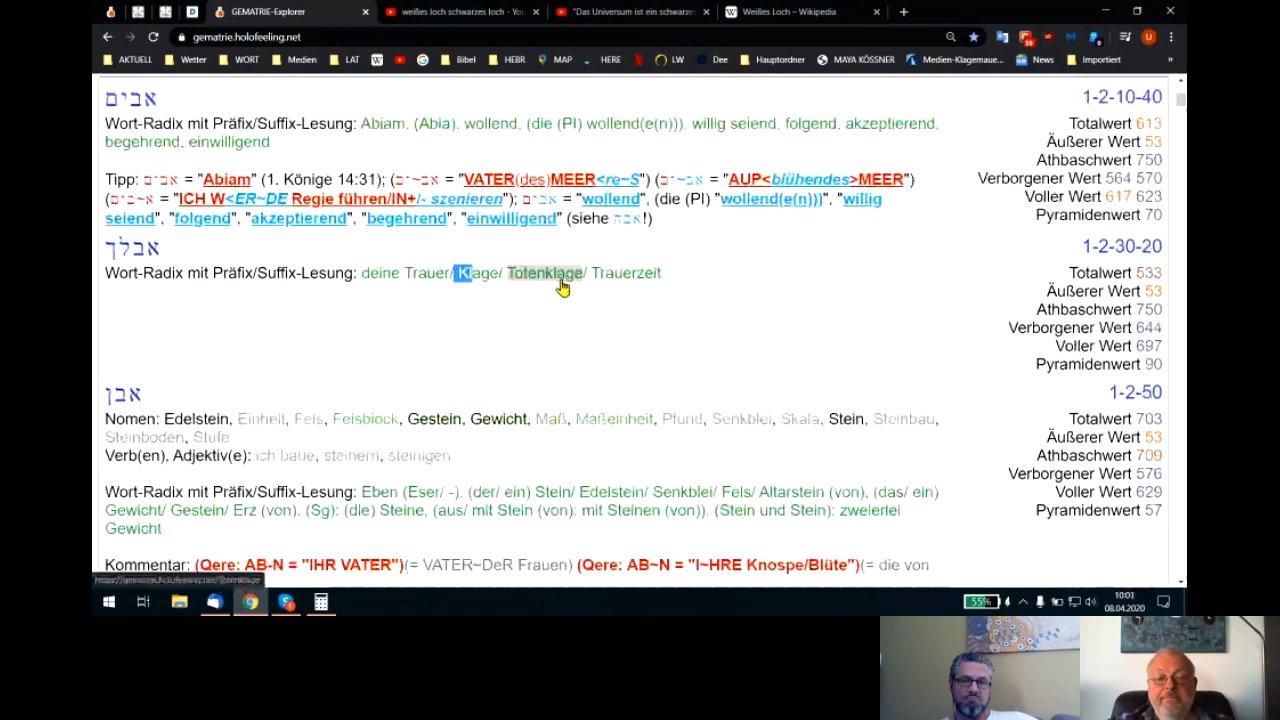 GEMATRIE-Explorer
weißes loch schwarzes loch - You
"Das Universum ist ein schwarze
Weißes Loch – Wikipedia
gematrie.holofeeling.net
AKTUELL Wetter WORT Medien LAT Bibel HEBR MAP HERE LW Dee Hauptordner MAYA KÖSSNER Medien-Klagemaue... News Importiert »
אבים 1-2-10-40
Wort-Radix mit Präfix/Suffix-Lesung: Abiam. (Abia). wollend, (die (PI) wollend(e(n))). willig seiend, folgend, akzeptierend,
begehrend, einwilligend
Totalwert 613
Äußerer Wert 53
Athbaschwert 750
Verborgener Wert 564 570
Voller Wert 617 623
Pyramidenwert 70
Tipp: אבים = "Abiam" (1. Könige 14:31); (אב~ים = "VATER(des)MEER<re~S") (אב~ים = "AUP<blühendes>MEER")
(א~בים = "ICH W<ER~DE Regie führen/IN+/- szenieren"); אבים = "wollend", (die (PI) "wollend(e(n)))", "willig
seiend", "folgend", "akzeptierend", "begehrend", "einwilligend" (siehe אבה!)
אבלך 1-2-30-20
Wort-Radix mit Präfix/Suffix-Lesung: deine Trauer/ Klage/ Totenklage/ Trauerzeit
Totalwert 533
Äußerer Wert 53
Athbaschwert 750
Verborgener Wert 644
Voller Wert 697
Pyramidenwert 90
אבן 1-2-50
Nomen: Edelstein, Einheit, Fels, Felsblock, Gestein, Gewicht, Maß, Maßeinheit, Pfund, Senkblei, Skala, Stein, Steinbau,
Steinboden, Stufe
Verb(en), Adjektiv(e): ich baue, steinern, steinigen
Totalwert 703
Äußerer Wert 53
Athbaschwert 709
Verborgener Wert 576
Voller Wert 629
Pyramidenwert 57
Wort-Radix mit Präfix/Suffix-Lesung: Eben (Eser/ -). (der/ ein) Stein/ Edelstein/ Senkblei/ Fels/ Altarstein (von), (das/ ein)
Gewicht/ Gestein/ Erz (von). (Sg): (die) Steine, (aus/ mit Stein (von): mit Steinen (von)). (Stein und Stein): zweierlei
Gewicht
Kommentar: (Qere: AB-N = "IHR VATER")(= VATER~DeR Frauen) (Qere: AB~N = "I~HRE Knospe/Blüte")(= die von
55%
10:01
08.04.2020